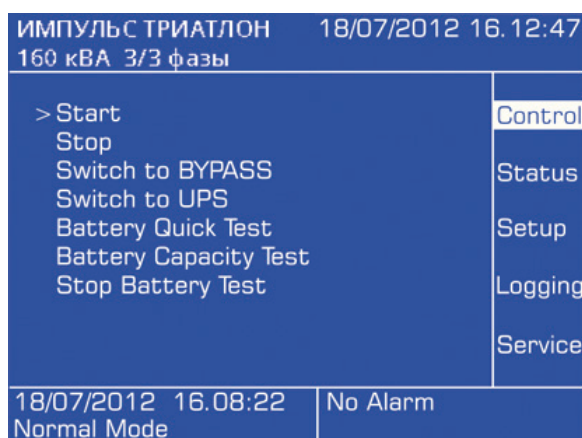 ИМПУЛЬС ТРИАТЛОН 18/07/2012 16.12:47
160 кВА 3/3 фазы
> Start
Stop
Switch to BYPASS
Switch to UPS
Battery Quick Test
Battery Capacity Test
Stop Battery Test
Control
Status
Setup
Logging
Service
18/07/2012 16.08:22
Normal Mode
No Alarm